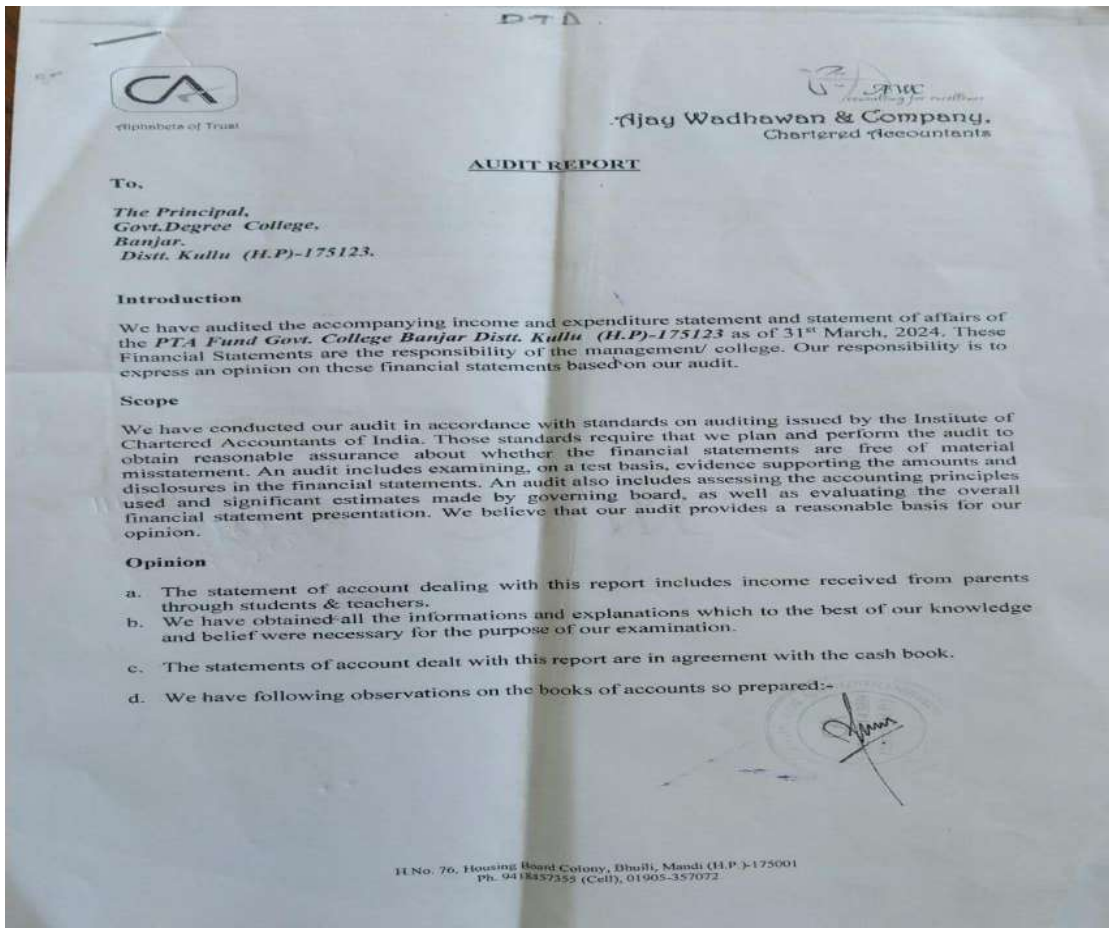 PTA
CA
Alphabets of Trust
AWC
Ajay Wadhawan & Company,
Chartered Accountants
AUDIT REPORT
To,
The Principal,
Govt.Degree College,
Banjar.
Distt. Kullu (H.P)-175123.
Introduction
We have audited the accompanying income and expenditure statement and statement of affairs of
the PTA Fund Govt. College Banjar Distt. Kullu (H.P)-175123 as of 31st March, 2024. These
Financial Statements are the responsibility of the management/ college. Our responsibility is to
express an opinion on these financial statements based on our audit.
Scope
We have conducted our audit in accordance with standards on auditing issued by the Institute of
Chartered Accountants of India. Those standards require that we plan and perform the audit to
obtain reasonable assurance about whether the financial statements are free of material
misstatement. An audit includes examining, on a test basis, evidence supporting the amounts and
disclosures in the financial statements. An audit also includes assessing the accounting principles
used and significant estimates made by governing board, as well as evaluating the overall
financial statement presentation. We believe that our audit provides a reasonable basis for our
opinion.
Opinion
a. The statement of account dealing with this report includes income received from parents
through students & teachers.
b. We have obtained all the informations and explanations which to the best of our knowledge
and belief were necessary for the purpose of our examination.
c. The statements of account dealt with this report are in agreement with the cash book.
d. We have following observations on the books of accounts so prepared:-
H.No. 76, Housing Board Colony, Bhuili, Mandi (H.P.)-175001
Ph. 9418457355 (Cell), 01905-357072